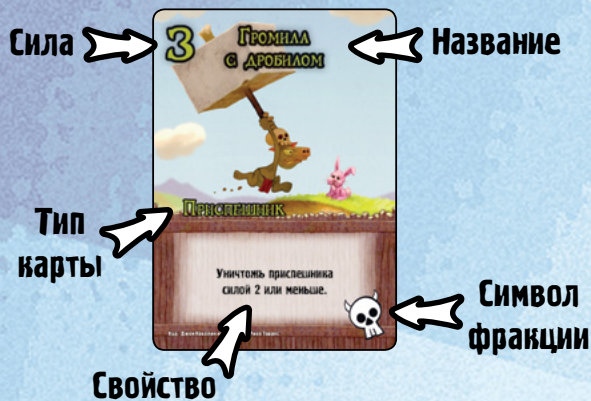 Сила
3
Громила
с дробилом
Название
Тип
карты
Приспешник
Уничтожь приспешника
силой 2 или меньше.
Символ
фракции
Свойство